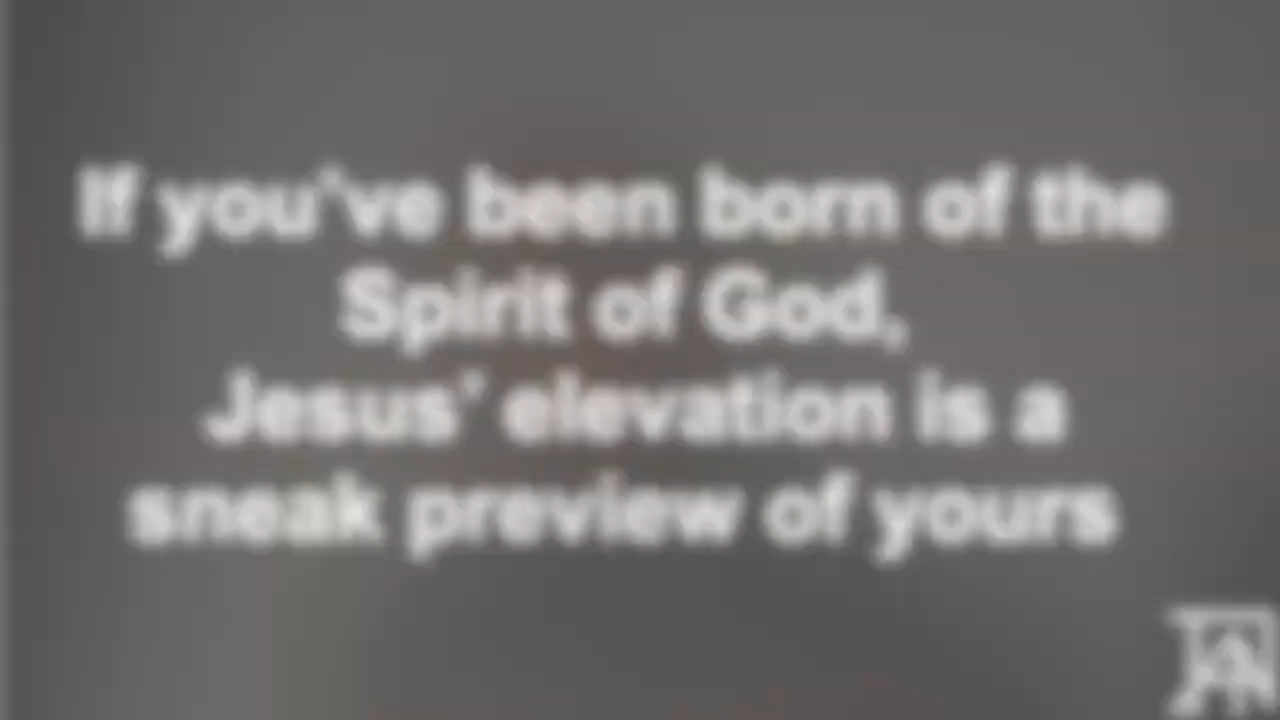 If you've been born of the
Spirit of God,
Jesus' elevation is a
sneak preview of yours